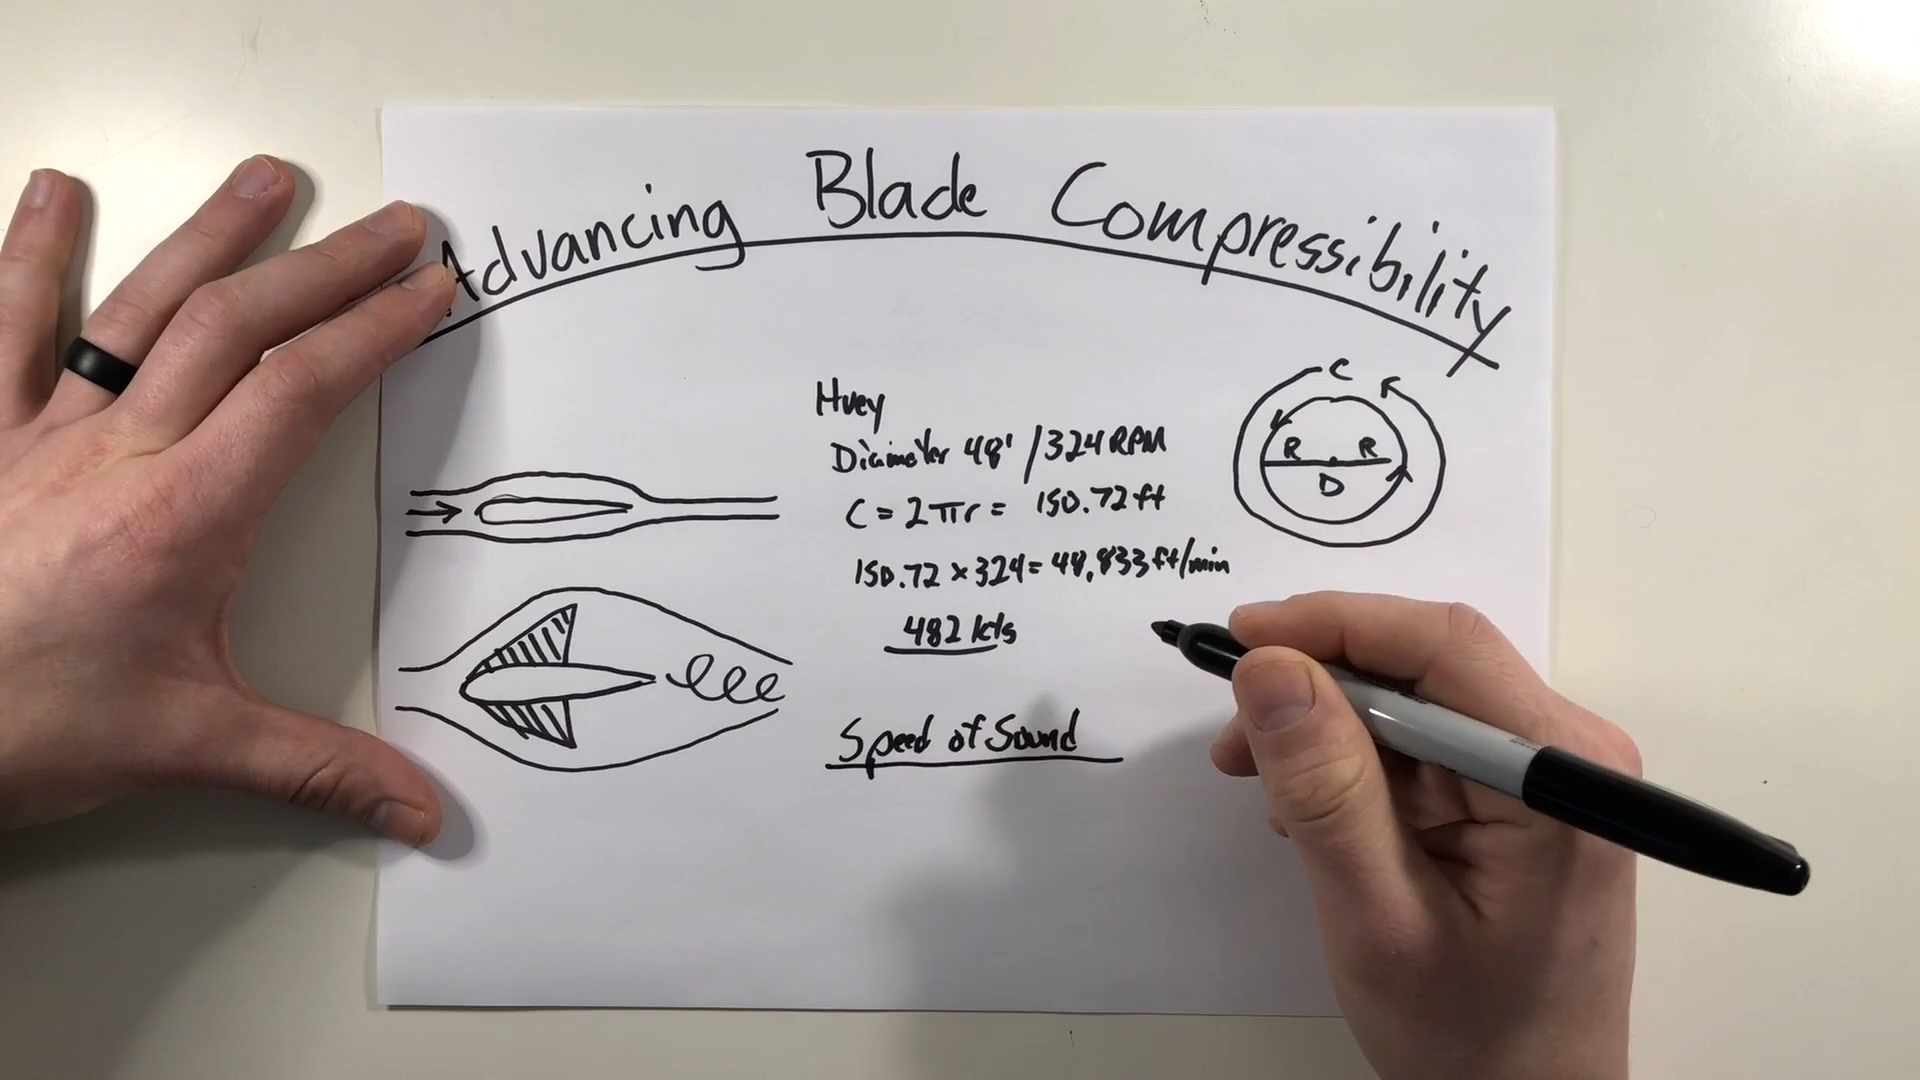 Advancing Blade Compressibility
Huey
Diameter 48' / 324 RPM
C = 2πr = 150.72 ft
150.72 x 324 = 48,833 ft/min
482 kts
Speed of Sound
C
R R
D